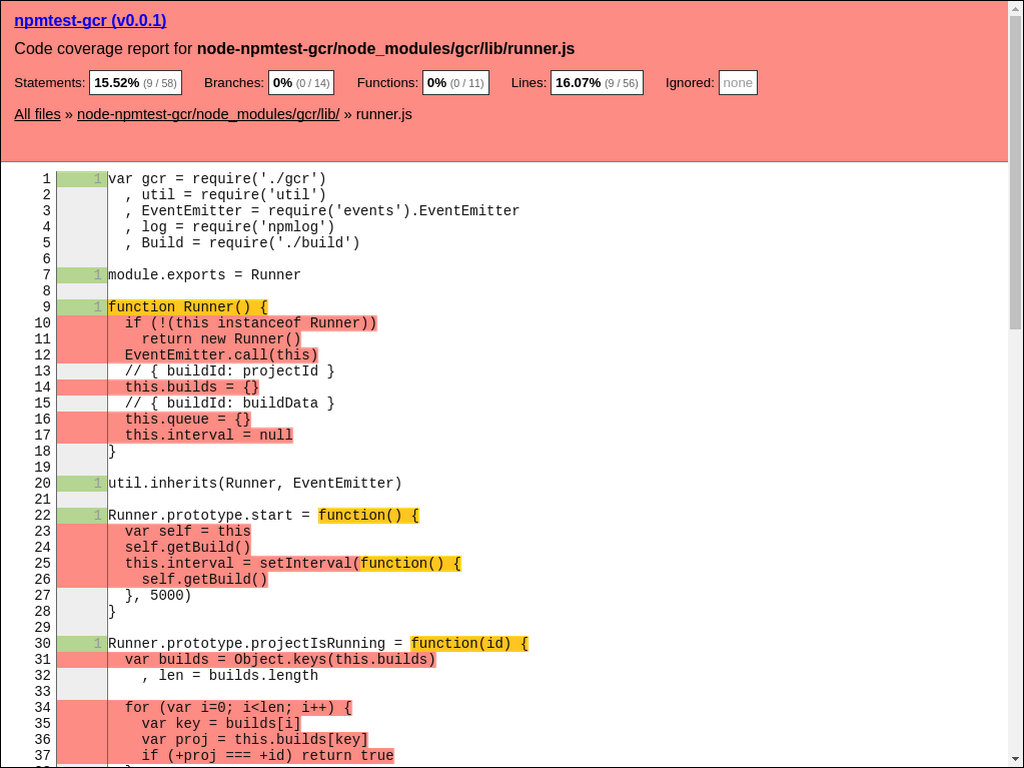 npmtest-gcr (v0.0.1)
Code coverage report for node-npmtest-gcr/node_modules/gcr/lib/runner.js
Statements: 15.52% (9 / 58) Branches: 0% (0 / 14) Functions: 0% (0 / 11) Lines: 16.07% (9 / 56) Ignored: none
All files » node-npmtest-gcr/node_modules/gcr/lib/ » runner.js
1 1 var gcr = require('./gcr')
2   , util = require('util')
3   , EventEmitter = require('events').EventEmitter
4   , log = require('npmlog')
5   , Build = require('./build')
6
7 1 module.exports = Runner
8
9 1 function Runner() {
10   if (!(this instanceof Runner))
11     return new Runner()
12   EventEmitter.call(this)
13   // { buildId: projectId }
14   this.builds = {}
15   // { buildId: buildData }
16   this.queue = {}
17   this.interval = null
18 }
19
20 1 util.inherits(Runner, EventEmitter)
21
22 1 Runner.prototype.start = function() {
23   var self = this
24   self.getBuild()
25   this.interval = setInterval(function() {
26     self.getBuild()
27   }, 5000)
28 }
29
30 1 Runner.prototype.projectIsRunning = function(id) {
31   var builds = Object.keys(this.builds)
32     , len = builds.length
33
34   for (var i=0; i<len; i++) {
35     var key = builds[i]
36     var proj = this.builds[key]
37     if (+proj === +id) return true